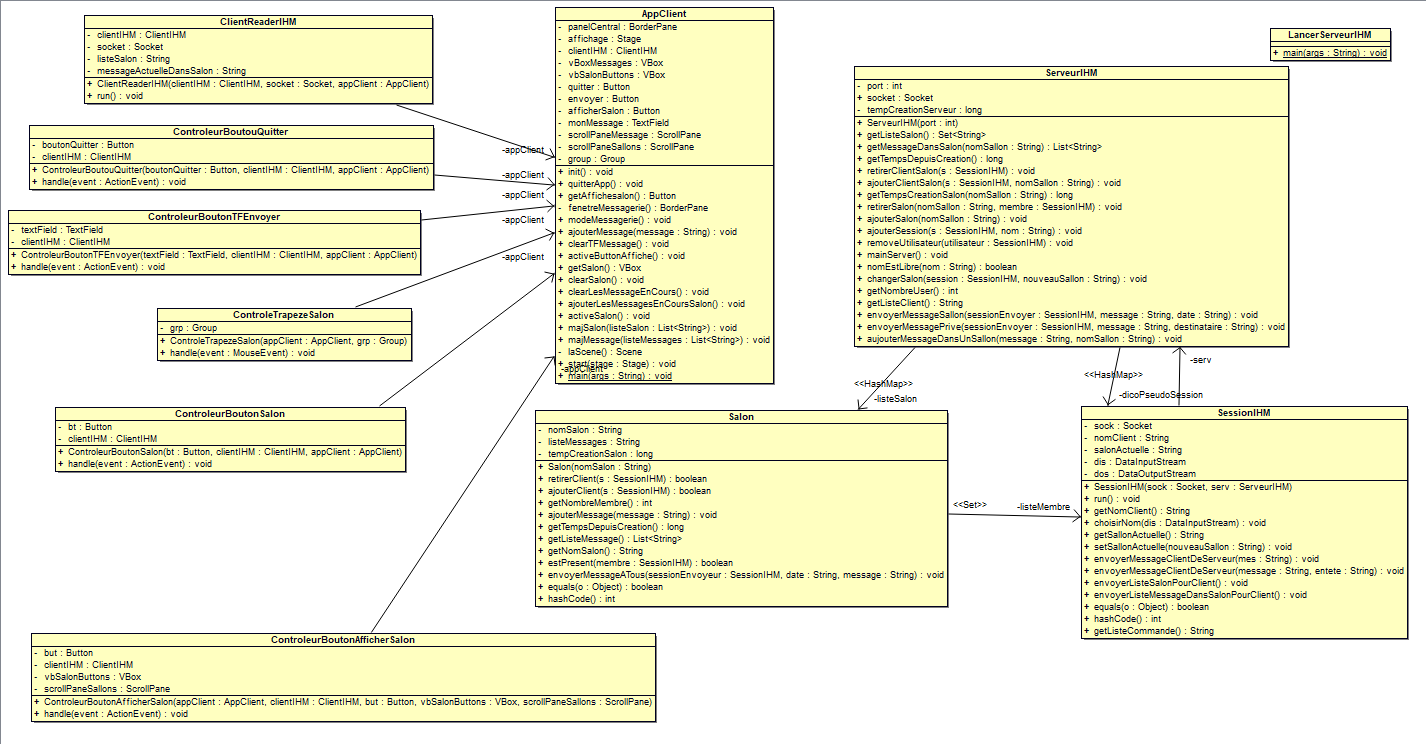 ClientReaderIHM
- clientIHM : ClientIHM
- socket : Socket
- listeSalon : String
- messageActuelleDansSalon : String
+ ClientReaderIHM(clientIHM : ClientIHM, socket : Socket, appClient : AppClient)
+ run() : void
ControleurBoutouQuitter
- boutonQuitter : Button
- clientIHM : ClientIHM
+ ControleurBoutouQuitter(boutonQuitter : Button, clientIHM : ClientIHM, appClient : AppClient)
+ handle(event : ActionEvent) : void
ControleurBoutonTFEnvoyer
- textField : TextField
- clientIHM : ClientIHM
+ ControleurBoutonTFEnvoyer(textField : TextField, clientIHM : ClientIHM, appClient : AppClient)
+ handle(event : ActionEvent) : void
ControleTrapezeSalon
- grp : Group
+ ControleTrapezeSalon(appClient : AppClient, grp : Group)
+ handle(event : MouseEvent) : void
ControleurBoutonSalon
- bt : Button
- clientIHM : ClientIHM
+ ControleurBoutonSalon(bt : Button, clientIHM : ClientIHM, appClient : AppClient)
+ handle(event : ActionEvent) : void
ControleurBoutonAfficherSalon
- but : Button
- clientIHM : ClientIHM
- vbSalonButtons : VBox
- scrollPaneSallons : ScrollPane
+ ControleurBoutonAfficherSalon(appClient : AppClient, clientIHM : ClientIHM, but : Button, vbSalonButtons : VBox, scrollPaneSallons : ScrollPane)
+ handle(event : ActionEvent) : void
-appClient
-appClient
-appClient
-appClient
-appClient
-appClient
AppClient
- panelCentral : BorderPane
- affichage : Stage
- clientIHM : ClientIHM
- vBoxMessages : VBox
- vbSalonButtons : VBox
- quitter : Button
- envoyer : Button
- afficherSalon : Button
- monMessage : TextField
- scrollPaneMessage : ScrollPane
- scrollPaneSallons : ScrollPane
- group : Group
+ init() : void
+ quitterApp() : void
+ getAffichesalon() : Button
- fenetreMessagerie() : BorderPane
+ modeMessagerie() : void
+ ajouterMessage(message : String) : void
+ clearTFMessage() : void
+ activeButtonAffiche() : void
+ getSalon() : VBox
+ clearSalon() : void
+ clearLesMessageEnCours() : void
+ ajouterLesMessagesEnCoursSalon() : void
+ activeSalon() : void
+ majSalon(listeSalon : List<String>) : void
+ majMessage(listeMessages : List<String>) : void
- laScene() : Scene
+ start(stage : Stage) : void
+ main(args : String) : void
LancerServeurIHM
+ main(args : String) : void
ServeurIHM
- port : int
+ socket : Socket
- tempCreationServeur : long
+ ServeurIHM(port : int)
+ getListeSalon() : Set<String>
+ getMessageDansSalon(nomSallon : String) : List<String>
+ getTempsDepuisCreation() : long
+ retirerClientSalon(s : SessionIHM) : void
+ ajouterClientSalon(s : SessionIHM, nomSallon : String) : void
+ getTempsCreationSalon(nomSallon : String) : long
+ retirerSalon(nomSallon : String, membre : SessionIHM) : void
+ ajouterSalon(nomSallon : String) : void
+ ajouterSession(s : SessionIHM, nom : String) : void
+ removeUtilisateur(utilisateur : SessionIHM) : void
+ mainServer() : void
+ nomEstLibre(nom : String) : boolean
+ changerSalon(session : SessionIHM, nouveauSallon : String) : void
+ getNombreUser() : int
+ getListeClient() : String
+ envoyerMessageSallon(sessionEnvoyer : SessionIHM, message : String, date : String) : void
+ envoyerMessagePrive(sessionEnvoyer : SessionIHM, message : String, destinataire : String) : void
+ aujouterMessageDansUnSallon(message : String, nomSallon : String) : void
<<HashMap>>
-listeSalon
<<HashMap>>
-dicoPseudoSession
-serv
Salon
- nomSalon : String
- listeMessages : String
- tempCreationSalon : long
+ Salon(nomSalon : String)
+ retirerClient(s : SessionIHM) : boolean
+ ajouterClient(s : SessionIHM) : boolean
+ getNombreMembre() : int
+ ajouterMessage(message : String) : void
+ getTempsDepuisCreation() : long
+ getListeMessage() : List<String>
+ getNomSalon() : String
+ estPresent(membre : SessionIHM) : boolean
+ envoyerMessageATous(sessionEnvoyeur : SessionIHM, date : String, message : String) : void
+ equals(o : Object) : boolean
+ hashCode() : int
<<Set>>
-listeMembre
SessionIHM
- sock : Socket
- nomClient : String
- salonActuelle : String
- dis : DataInputStream
- dos : DataOutputStream
+ SessionIHM(sock : Socket, serv : ServeurIHM)
+ run() : void
+ getNomClient() : String
+ choisirNom(dis : DataInputStream) : void
+ getSallonActuelle() : String
+ setSallonActuelle(nouveauSallon : String) : void
+ envoyerMessageClientDeServeur(mes : String) : void
+ envoyerMessageClientDeServeur(message : String, entete : String) : void
+ envoyerListeSalonPourClient() : void
+ envoyerListeMessageDansSalonPourClient() : void
+ equals(o : Object) : boolean
+ hashCode() : int
+ getListeCommande() : String